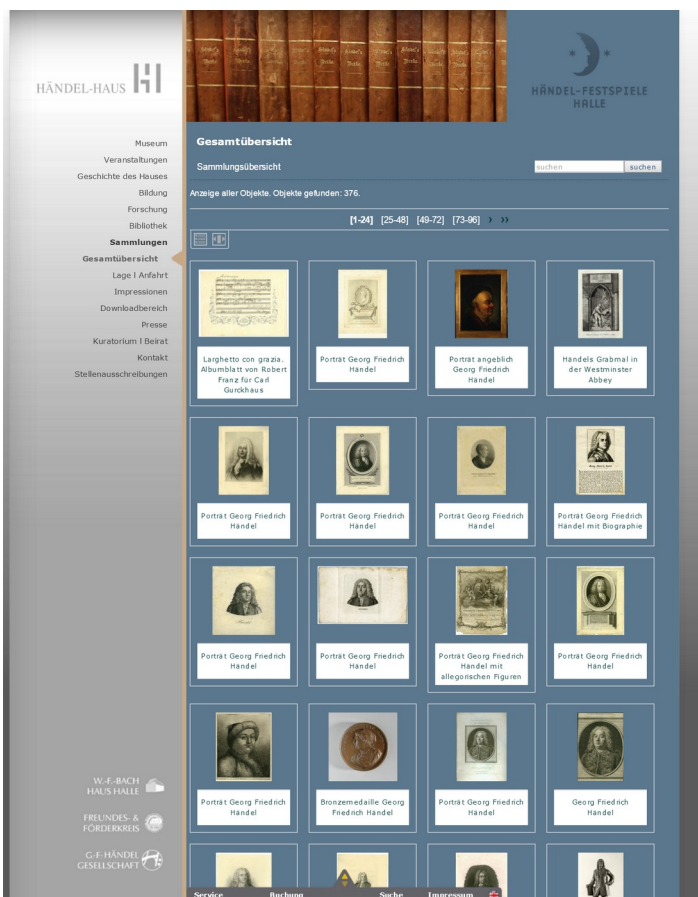 HÄNDEL-HAUS
HÄNDEL-FESTSPIELE
HALLE
Museum
Veranstaltungen
Geschichte des Hauses
Bildung
Forschung
Bibliothek
Sammlungen
Gesamtübersicht
Lage I Anfahrt
Impressionen
Downloadbereich
Presse
Kuratorium I Beirat
Kontakt
Stellenausschreibungen
W.-F.-BACH
HAUS HALLE
FREUNDES- &
FÖRDERKREIS
G.-F.-HÄNDEL
GESELLSCHAFT
Gesamtübersicht
Sammlungsübersicht
suchen
suchen
Anzeige aller Objekte. Objekte gefunden: 376.
[1-24] [25-48] [49-72] [73-96] › ››
Larghetto con grazia.
Albumblatt von Robert
Franz für Carl
Gurckhaus
Porträt Georg Friedrich
Händel
Porträt angeblich
Georg Friedrich
Händel
Händels Grabmal in
der Westminster
Abbey
Porträt Georg Friedrich
Händel
Porträt Georg Friedrich
Händel
Porträt Georg Friedrich
Händel
Porträt Georg Friedrich
Händel mit Biographie
Porträt Georg Friedrich
Händel
Porträt Georg Friedrich
Händel
Porträt Georg Friedrich
Händel mit
allegorischen Figuren
Porträt Georg Friedrich
Händel
Porträt Georg Friedrich
Händel
Bronzemedaille Georg
Friedrich Händel
Porträt Georg Friedrich
Händel
Georg Friedrich
Händel
Service Buchung Suche Impressum